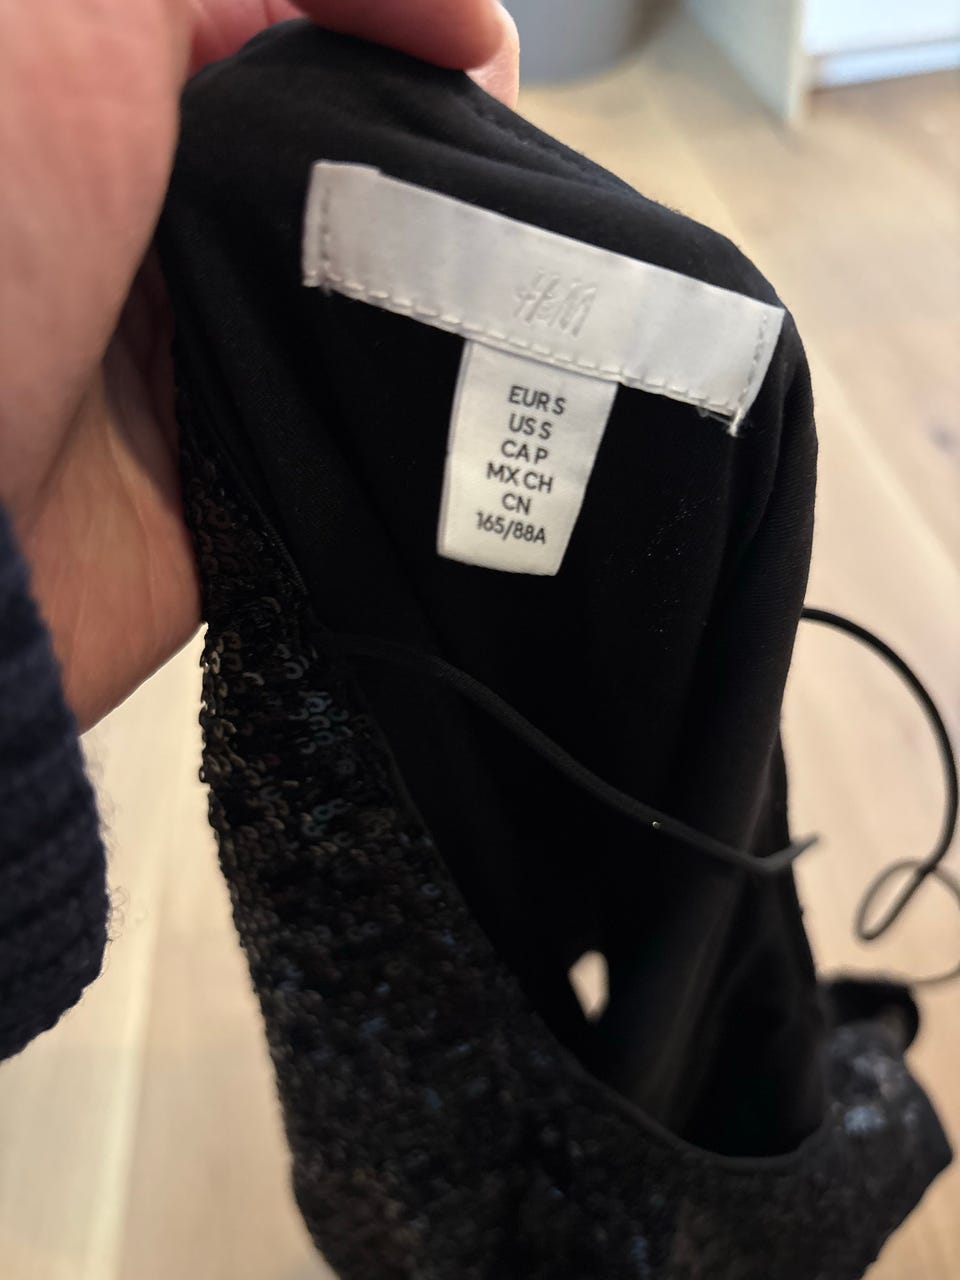 H&M
EUR S
US S
CA P
MX CH
CN
165/88A